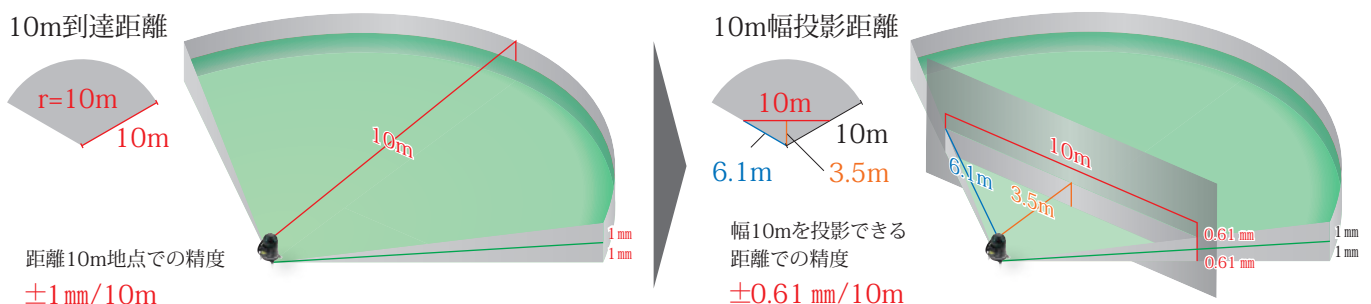 10m到達距離
r=10m
10m
10m
1㎜
1㎜
距離10m地点での精度
±1㎜/10m
10m幅投影距離
10m
10m
6.1m
3.5m
10m
6.1m
3.5m
0.61㎜
0.61㎜
1㎜
1㎜
幅10mを投影できる
距離での精度
±0.61㎜/10m